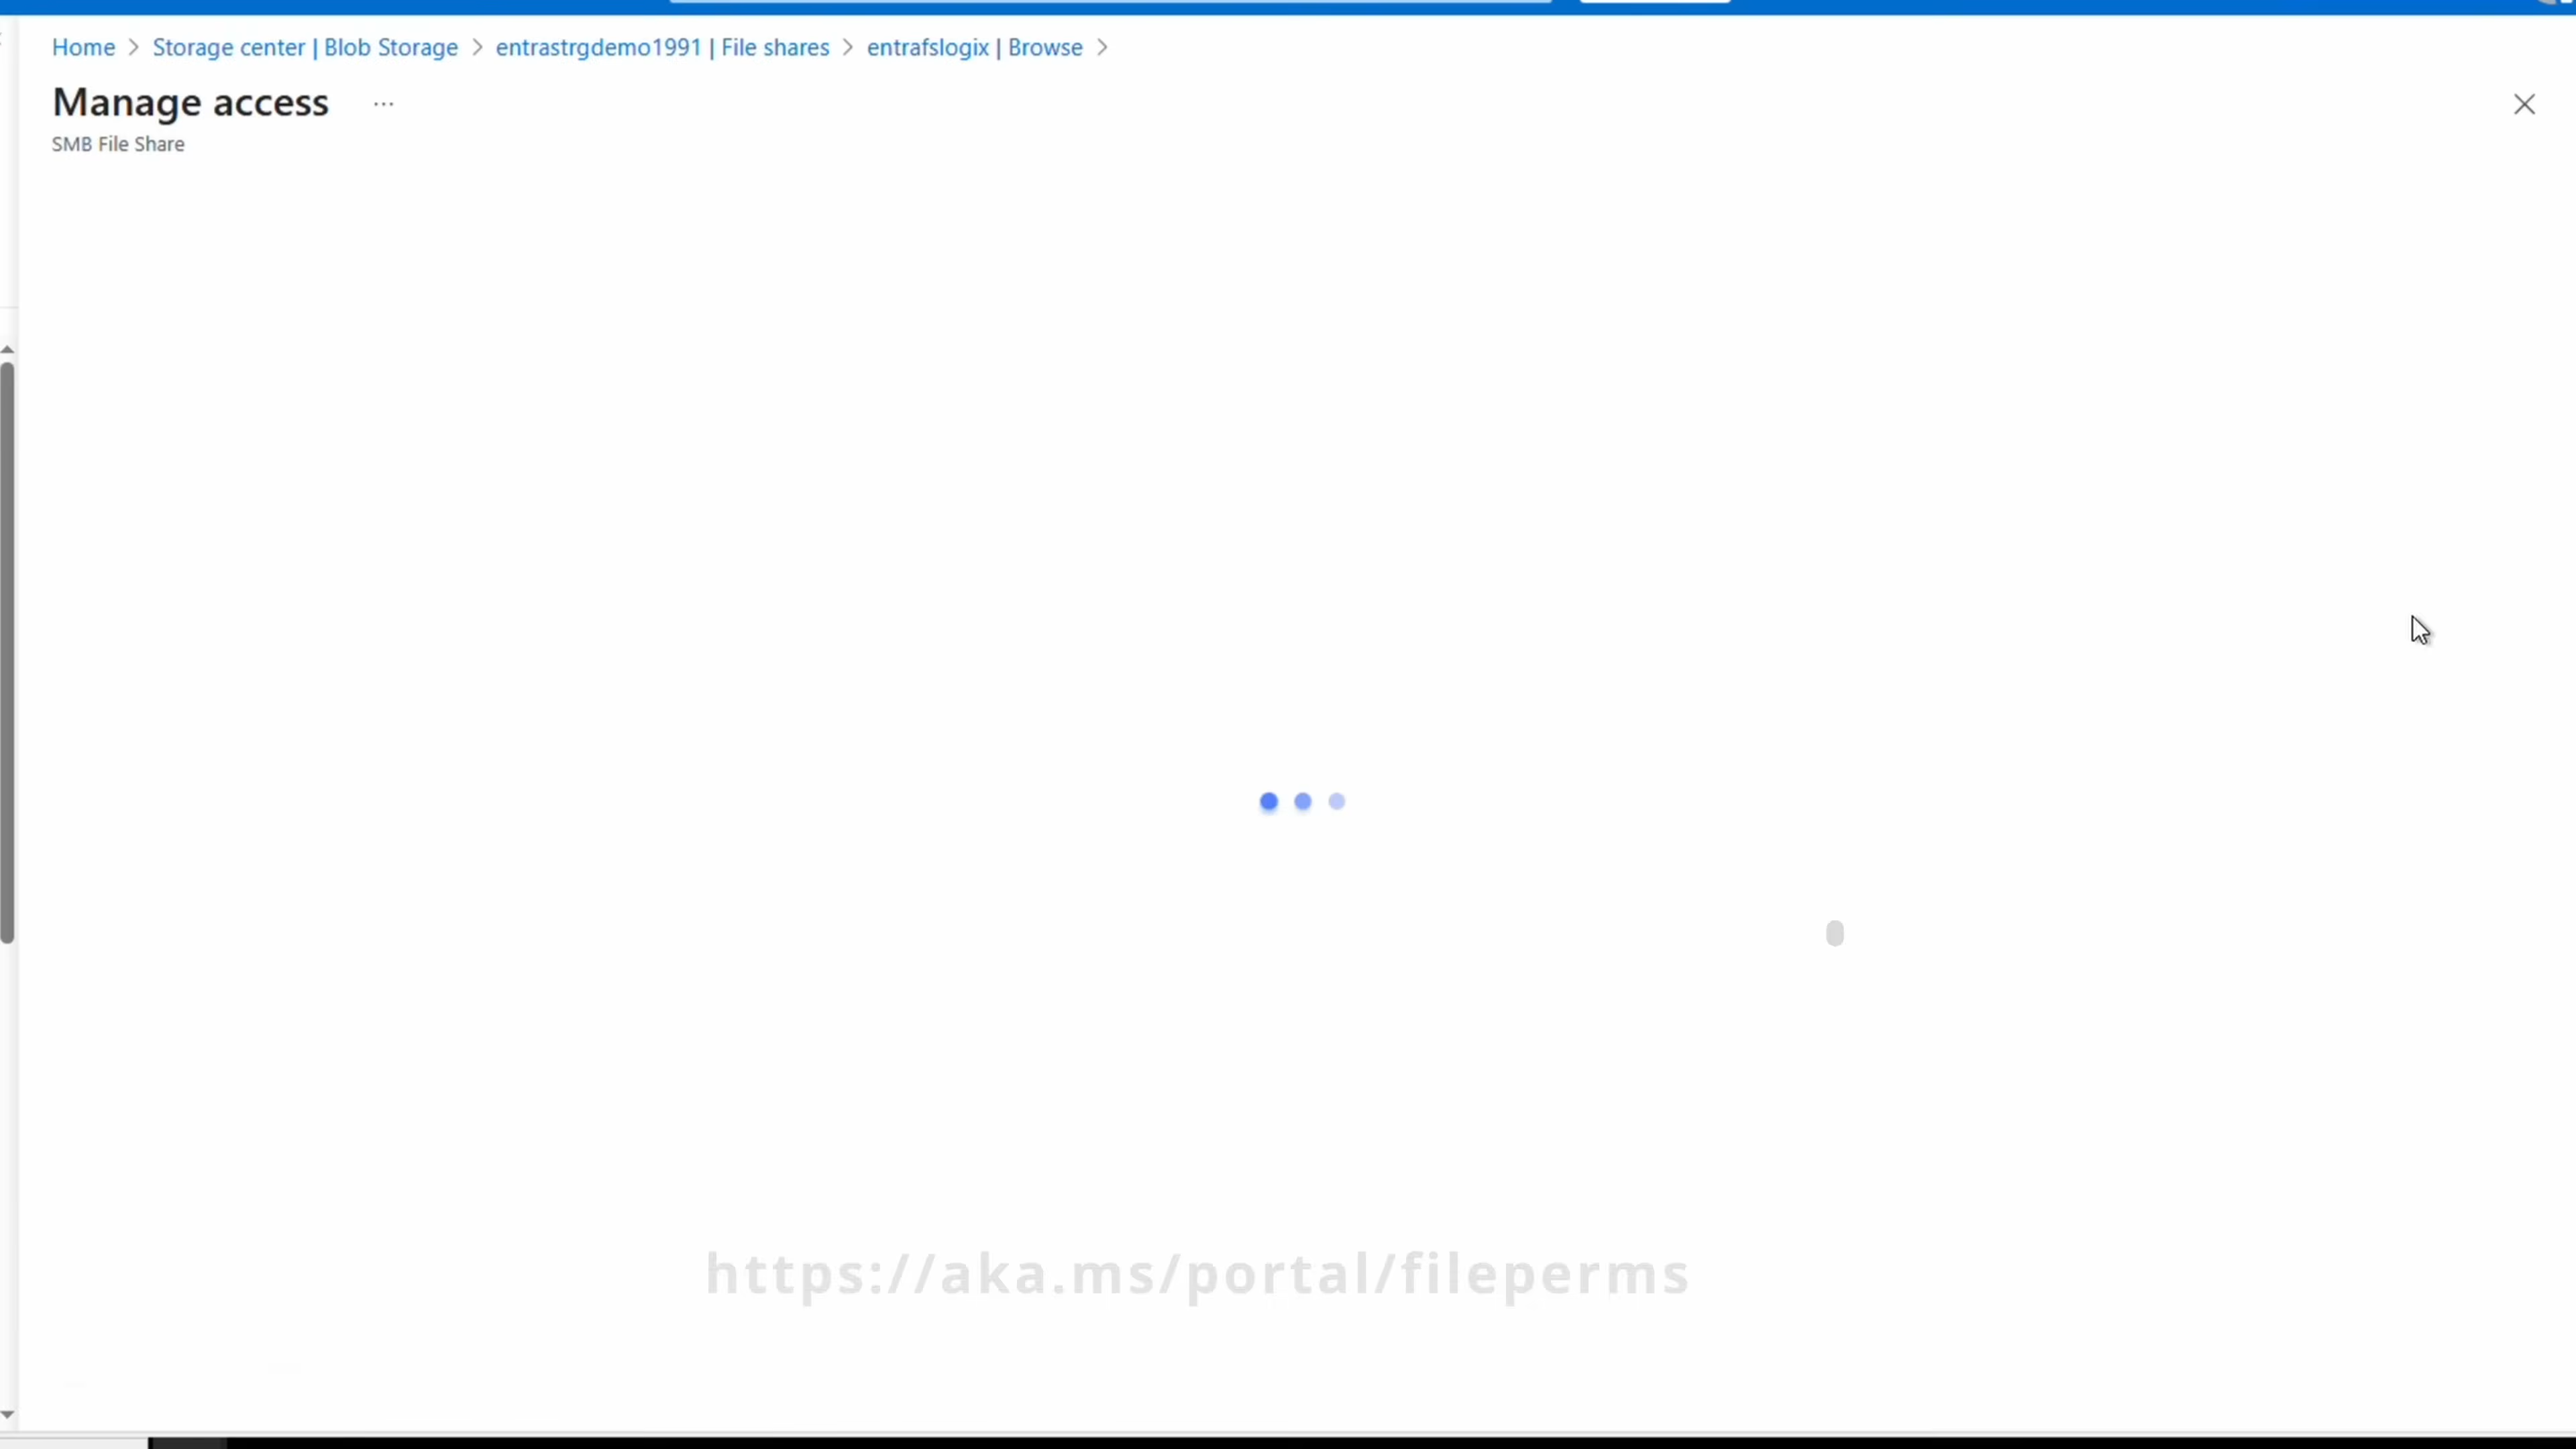 Home > Storage center | Blob Storage > entrastrgdemo1991 | File shares > entrafslogix | Browse >
Manage access ...
SMB File Share
https://aka.ms/portal/fileperms